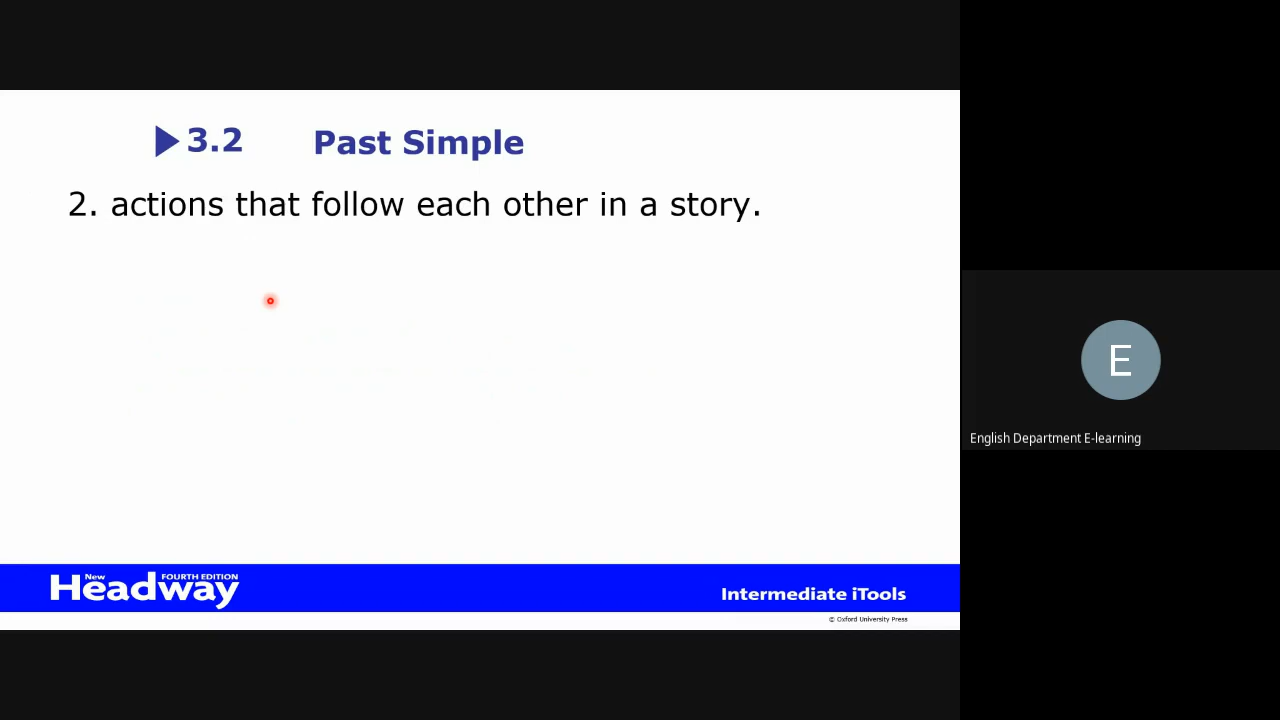 3.2 Past Simple
2. actions that follow each other in a story.
E
English Department E-learning
New Headway FOURTH EDITION
Intermediate iTools
© Oxford University Press